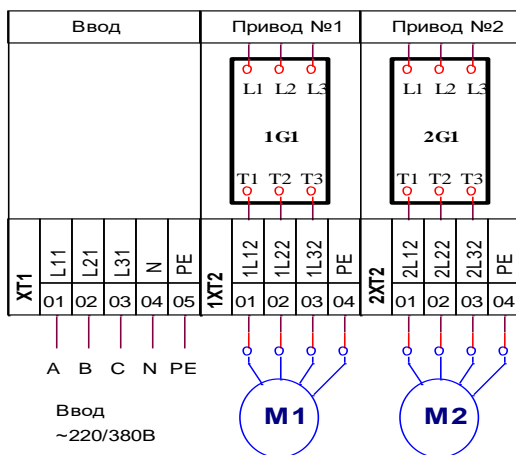 Ввод Привод №1 Привод №2
L1 L2 L3 L1 L2 L3
1G1 2G1
T1 T2 T3 T1 T2 T3
XT1 L11 L21 L31 N PE 1XT2 1L12 1L22 1L32 PE 2XT2 2L12 2L22 2L32 PE
01 02 03 04 05 01 02 03 04 01 02 03 04
A B C N PE
M1 M2
Ввод
~220/380В